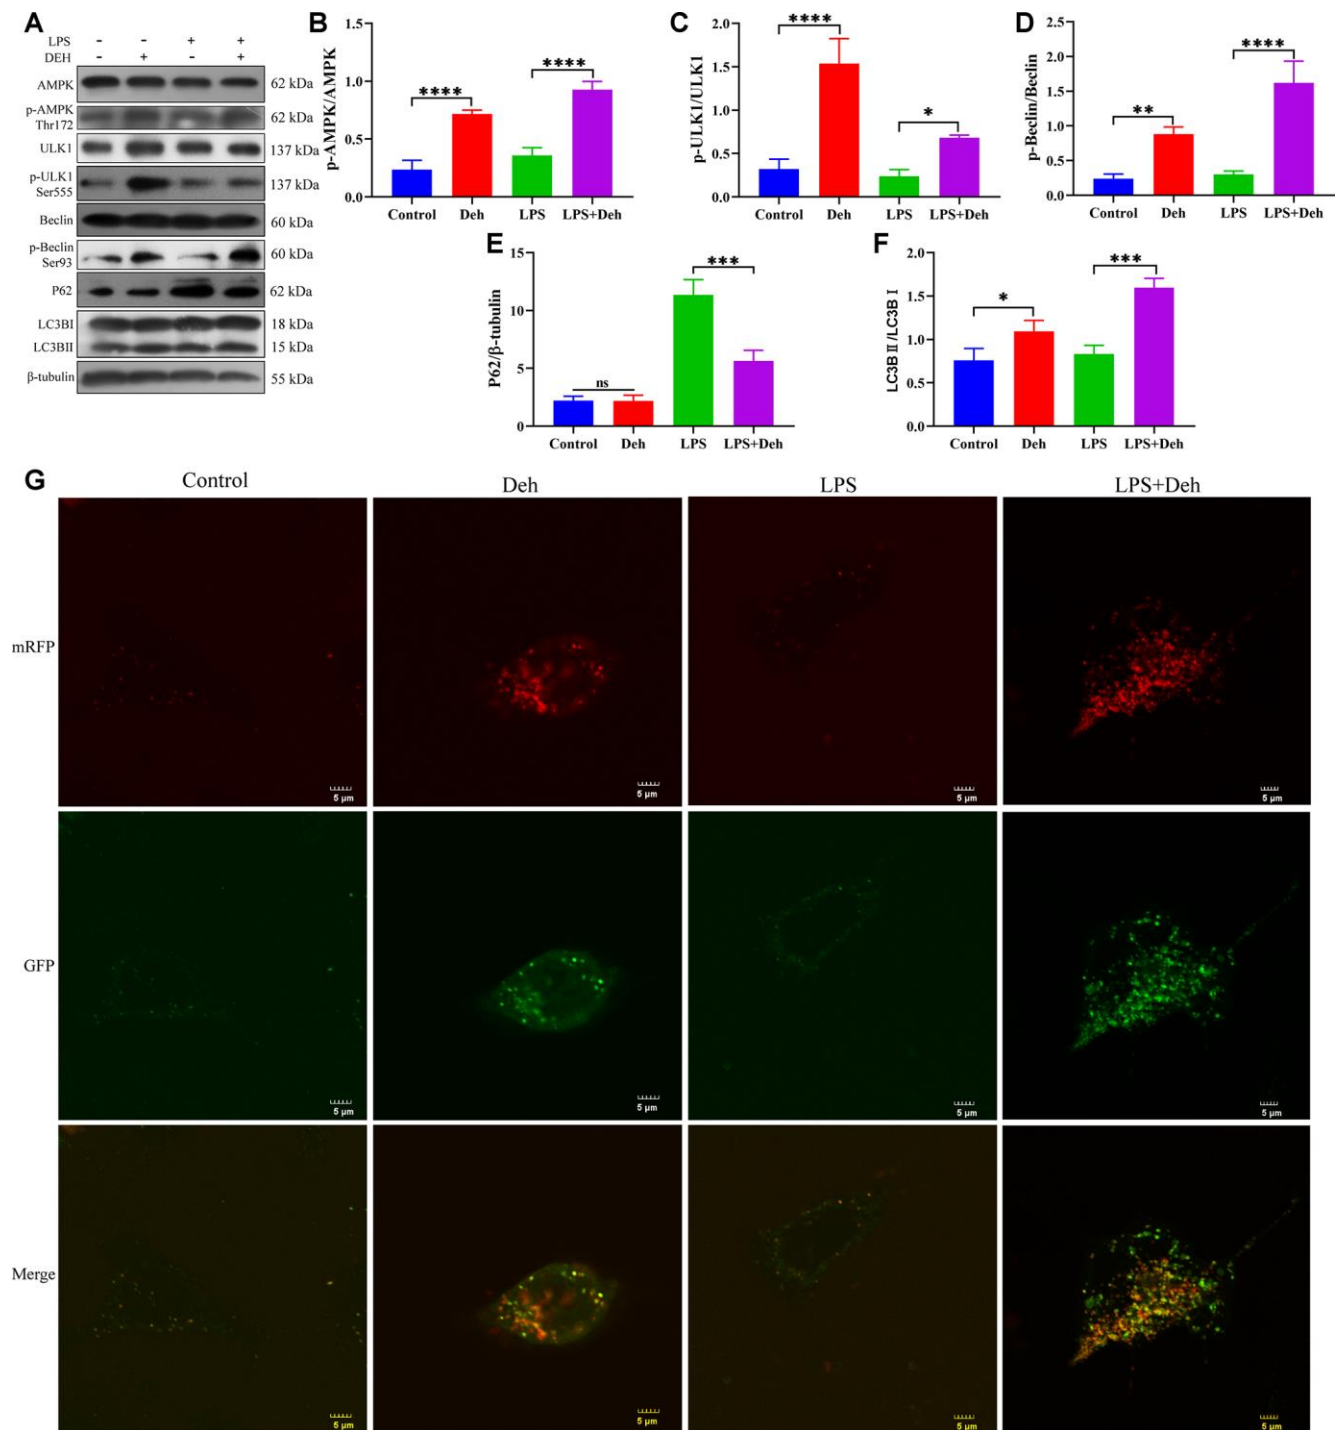 A
LPS - - + +
DEH - + - +
AMPK 62 kDa
p-AMPK
Thr172 62 kDa
ULK1 137 kDa
p-ULK1
Ser555 137 kDa
Beclin 60 kDa
p-Beclin
Ser93 60 kDa
P62 62 kDa
LC3BI 18 kDa
LC3BII 15 kDa
β-tubulin 55 kDa
B
p-AMPK/AMPK
1.5
1.0
0.5
0.0
**** ****
Control Deh LPS LPS+Deh
C
p-ULK1/ULK1
2.0
1.5
1.0
0.5
0.0
**** *
Control Deh LPS LPS+Deh
D
p-Beclin/Beclin
2.5
2.0
1.5
1.0
0.5
0.0
** ****
Control Deh LPS LPS+Deh
E
P62/β-tubulin
15
10
5
0
ns ***
Control Deh LPS LPS+Deh
F
LC3BⅡ/LC3BⅠ
2.0
1.5
1.0
0.5
0.0
* ***
Control Deh LPS LPS+Deh
G
Control Deh LPS LPS+Deh
mRFP
5 μm 5 μm 5 μm 5 μm
GFP
5 μm 5 μm 5 μm 5 μm
Merge
5 μm 5 μm 5 μm 5 μm